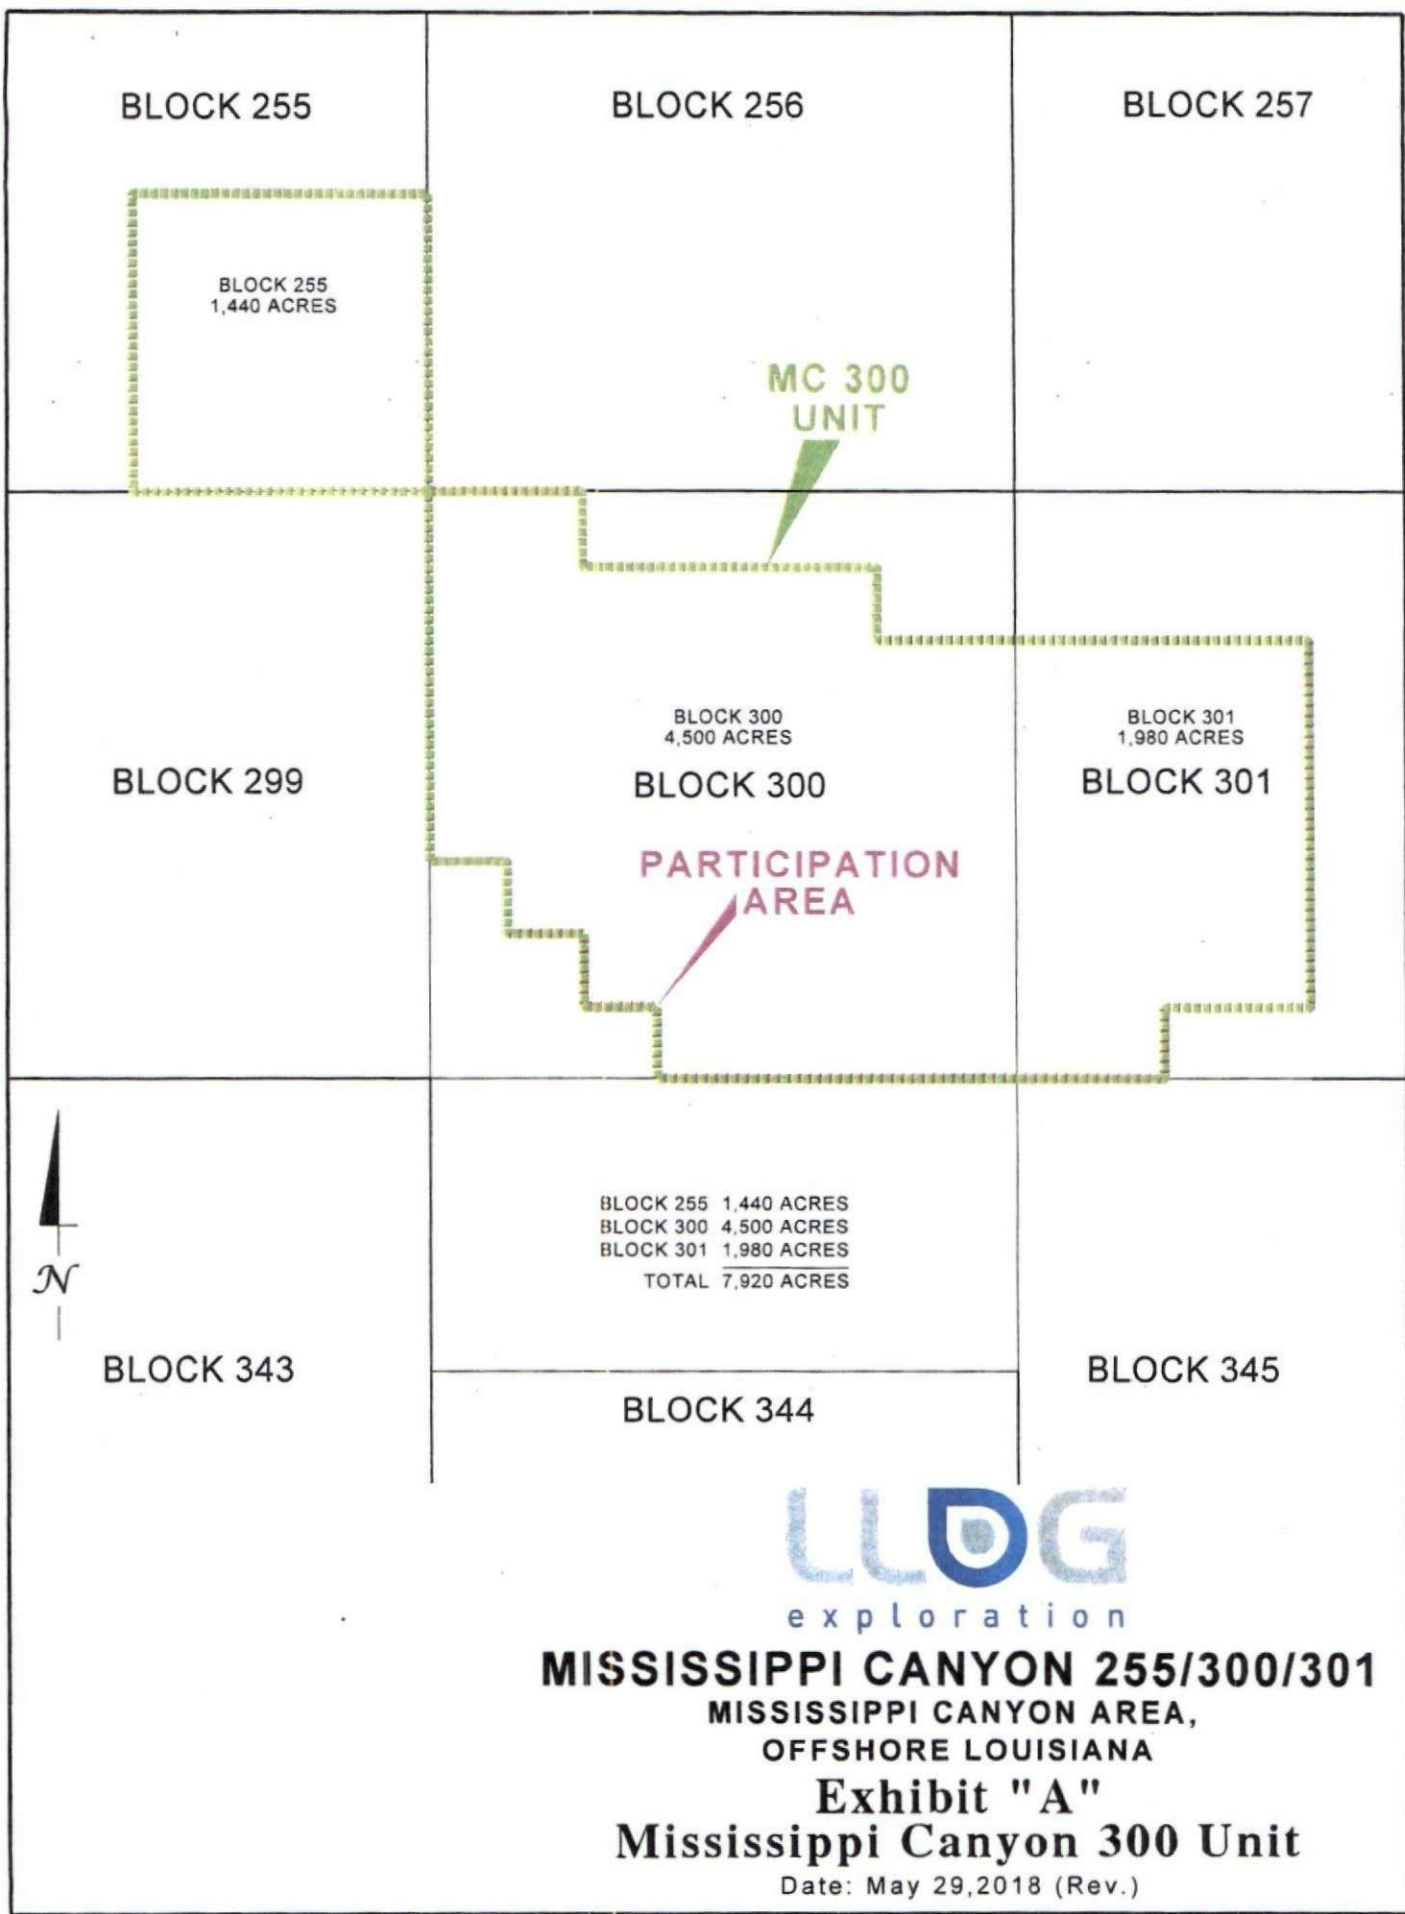 BLOCK 255
BLOCK 256
BLOCK 257
BLOCK 255
1,440 ACRES
MC 300
UNIT
BLOCK 300
4,500 ACRES
BLOCK 301
1,980 ACRES
BLOCK 299
BLOCK 300
BLOCK 301
PARTICIPATION
AREA
BLOCK 255 1,440 ACRES
BLOCK 300 4,500 ACRES
BLOCK 301 1,980 ACRES
TOTAL 7,920 ACRES
N
BLOCK 343
BLOCK 345
BLOCK 344
LLOG
exploration
MISSISSIPPI CANYON 255/300/301
MISSISSIPPI CANYON AREA,
OFFSHORE LOUISIANA
Exhibit "A"
Mississippi Canyon 300 Unit
Date: May 29,2018 (Rev.)